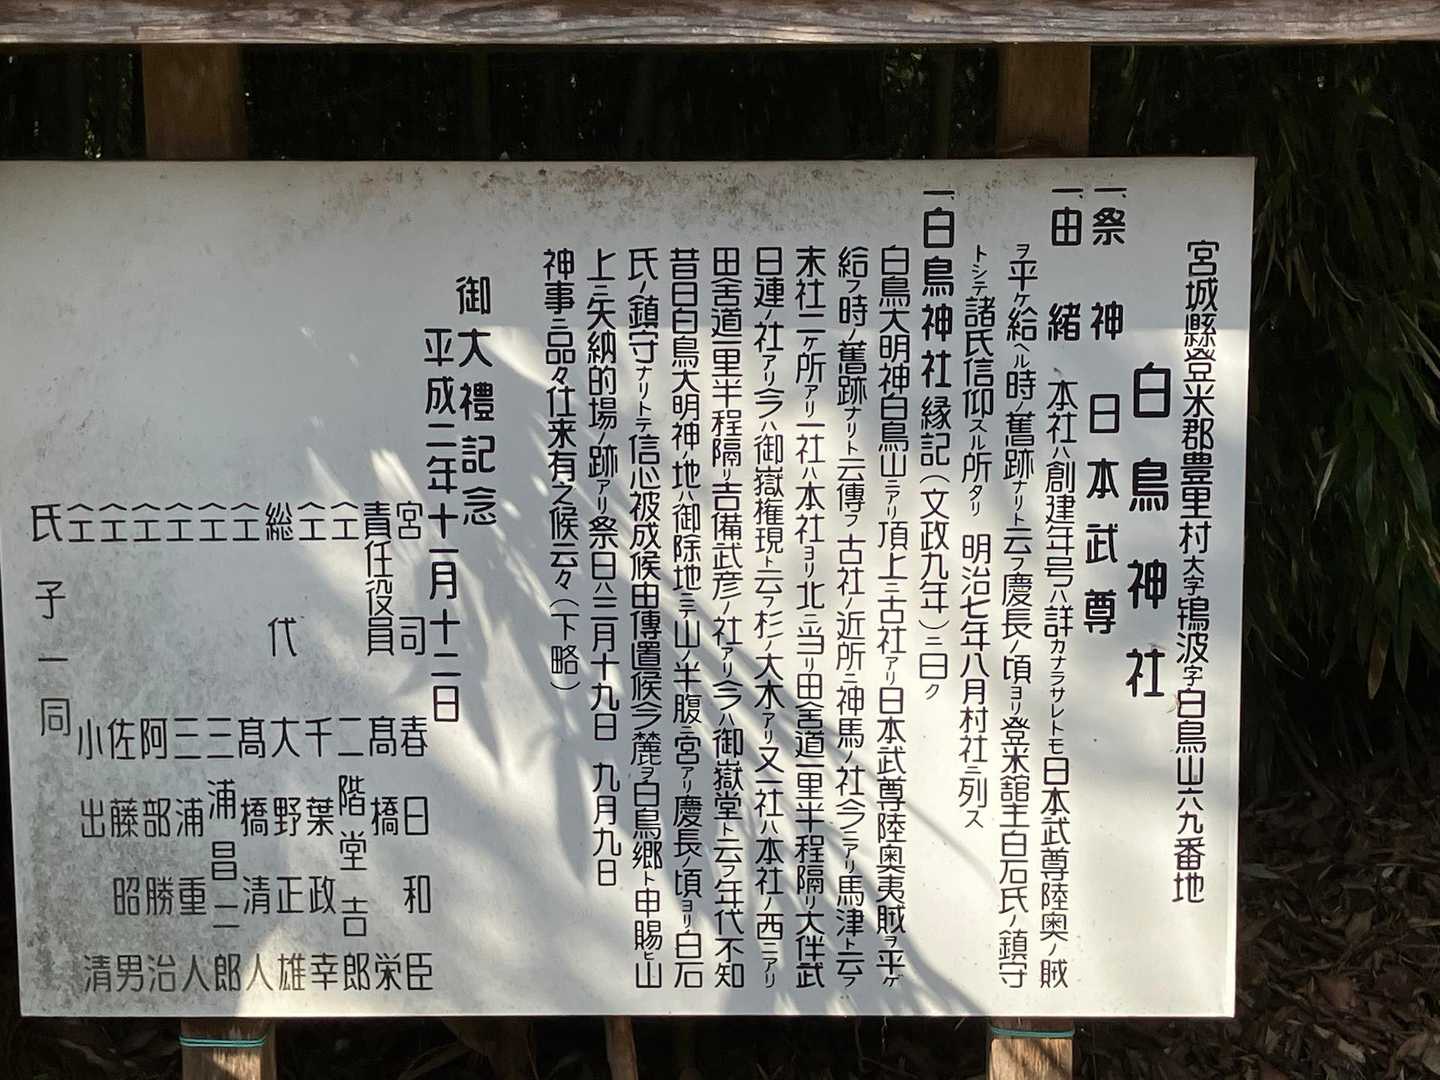 宮城縣登米郡豊里村大字鴇波字白鳥山六九番地
白鳥神社
一、祭神 日本武尊
一、由緒 本社ハ創建年号ハ詳カナラサレトモ日本武尊陸奥ノ賊
ヲ平ケ給ヘル時ノ舊跡ナリト云フ慶長ノ頃ヨリ登米舘主白石氏ノ鎮守
トシテ諸氏信仰スル所タリ 明治七年八月村社ニ列ス
一、白鳥神社縁記(文政九年)ニ曰ク
白鳥大明神白鳥山ニアリ頂上ニ古社アリ日本武尊陸奥夷賊ヲ平ケ
給フ時ノ舊跡ナリト云傳フ 古社ノ近所ニ神馬ノ社今ニアリ馬津ト云フ
末社二ケ所アリ一社ハ本社ヨリ北ニ当リ田舎道一里半程隔リ大伴武
日連ノ社アリ今ハ御嶽権現ト云フ杉ノ大木アリ又一社ハ本社ノ西ニアリ
田舎道一里半程隔リ吉備武彦ノ社アリ今ハ御嶽堂ト云フ年代不知
昔日白鳥大明神ノ地ハ御除地ニテ山ノ半腹ニ宮アリ慶長ノ頃ヨリ白石
氏ノ鎮守ナリトテ信心被成候由傳置候今麓ヲ白鳥郷ト申賜ヒ山
上ニ矢納的場ノ跡アリ祭日ハ三月十九日 九月九日
神事ニ品々仕来有之候云々(下略)
御大禮記念
平成二年十一月十二日
宮司 春日和臣
責任役員 髙橋栄
(〃) 二階堂吉郎
(〃) 千葉政幸
総代 大野正雄
(〃) 髙橋清人
(〃) 三浦昌二郎
(〃) 三浦重人
(〃) 阿部勝治
(〃) 佐藤昭男
(〃) 小出清
氏子一同